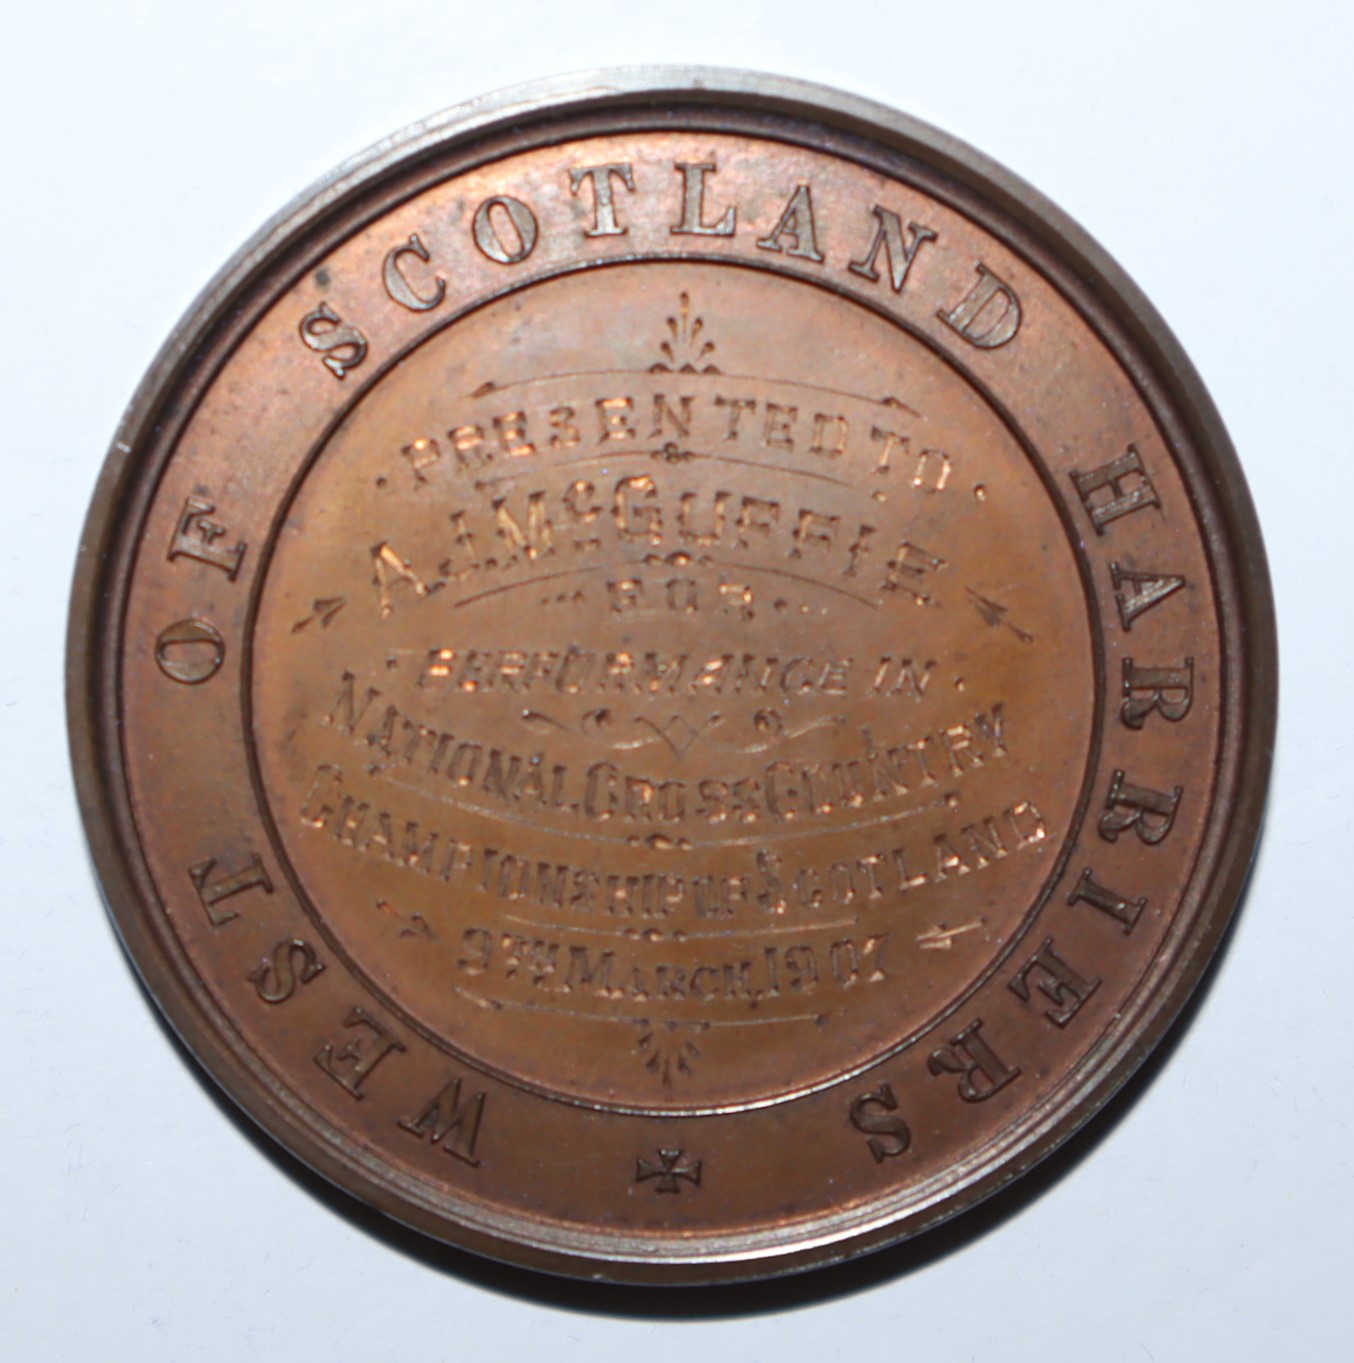 WEST OF SCOTLAND HARRIERS
PRESENTED TO
A.J. McGUFFIE
FOR
PERFORMANCE IN
NATIONAL CROSS COUNTRY
CHAMPIONSHIP OF SCOTLAND
9TH MARCH, 1907